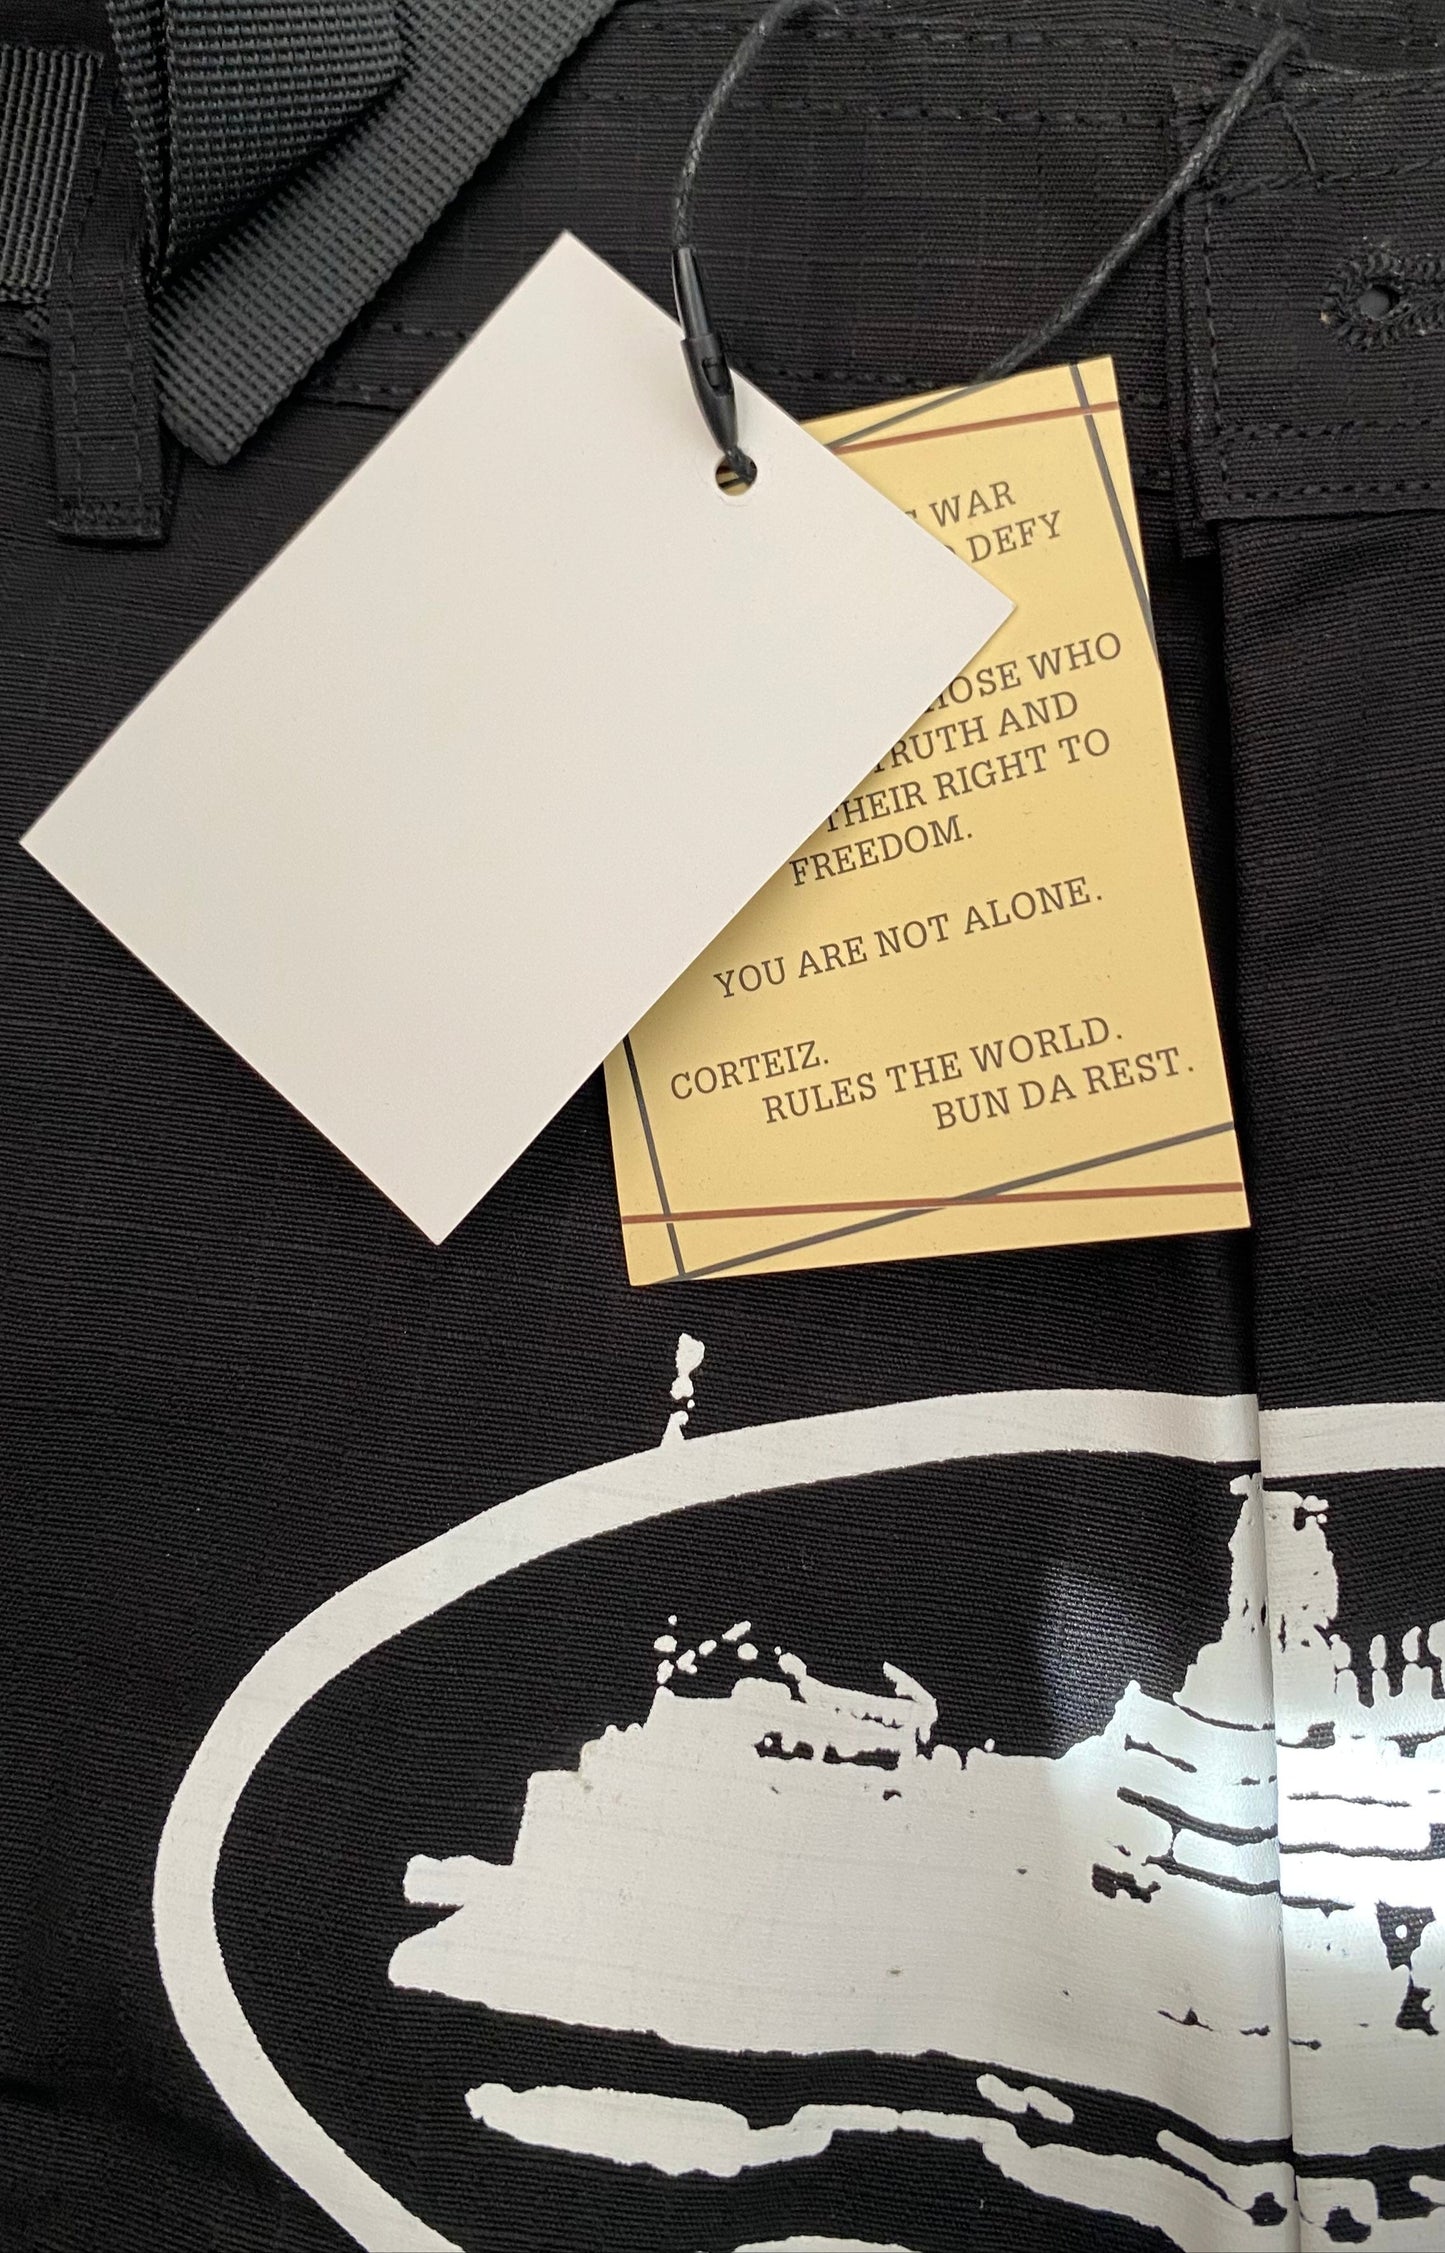 WAR
DEFY
WHO
TRUTH AND
THEIR RIGHT TO
FREEDOM.
YOU ARE NOT ALONE.
CORTEIZ.
RULES THE WORLD.
BUN DA REST.